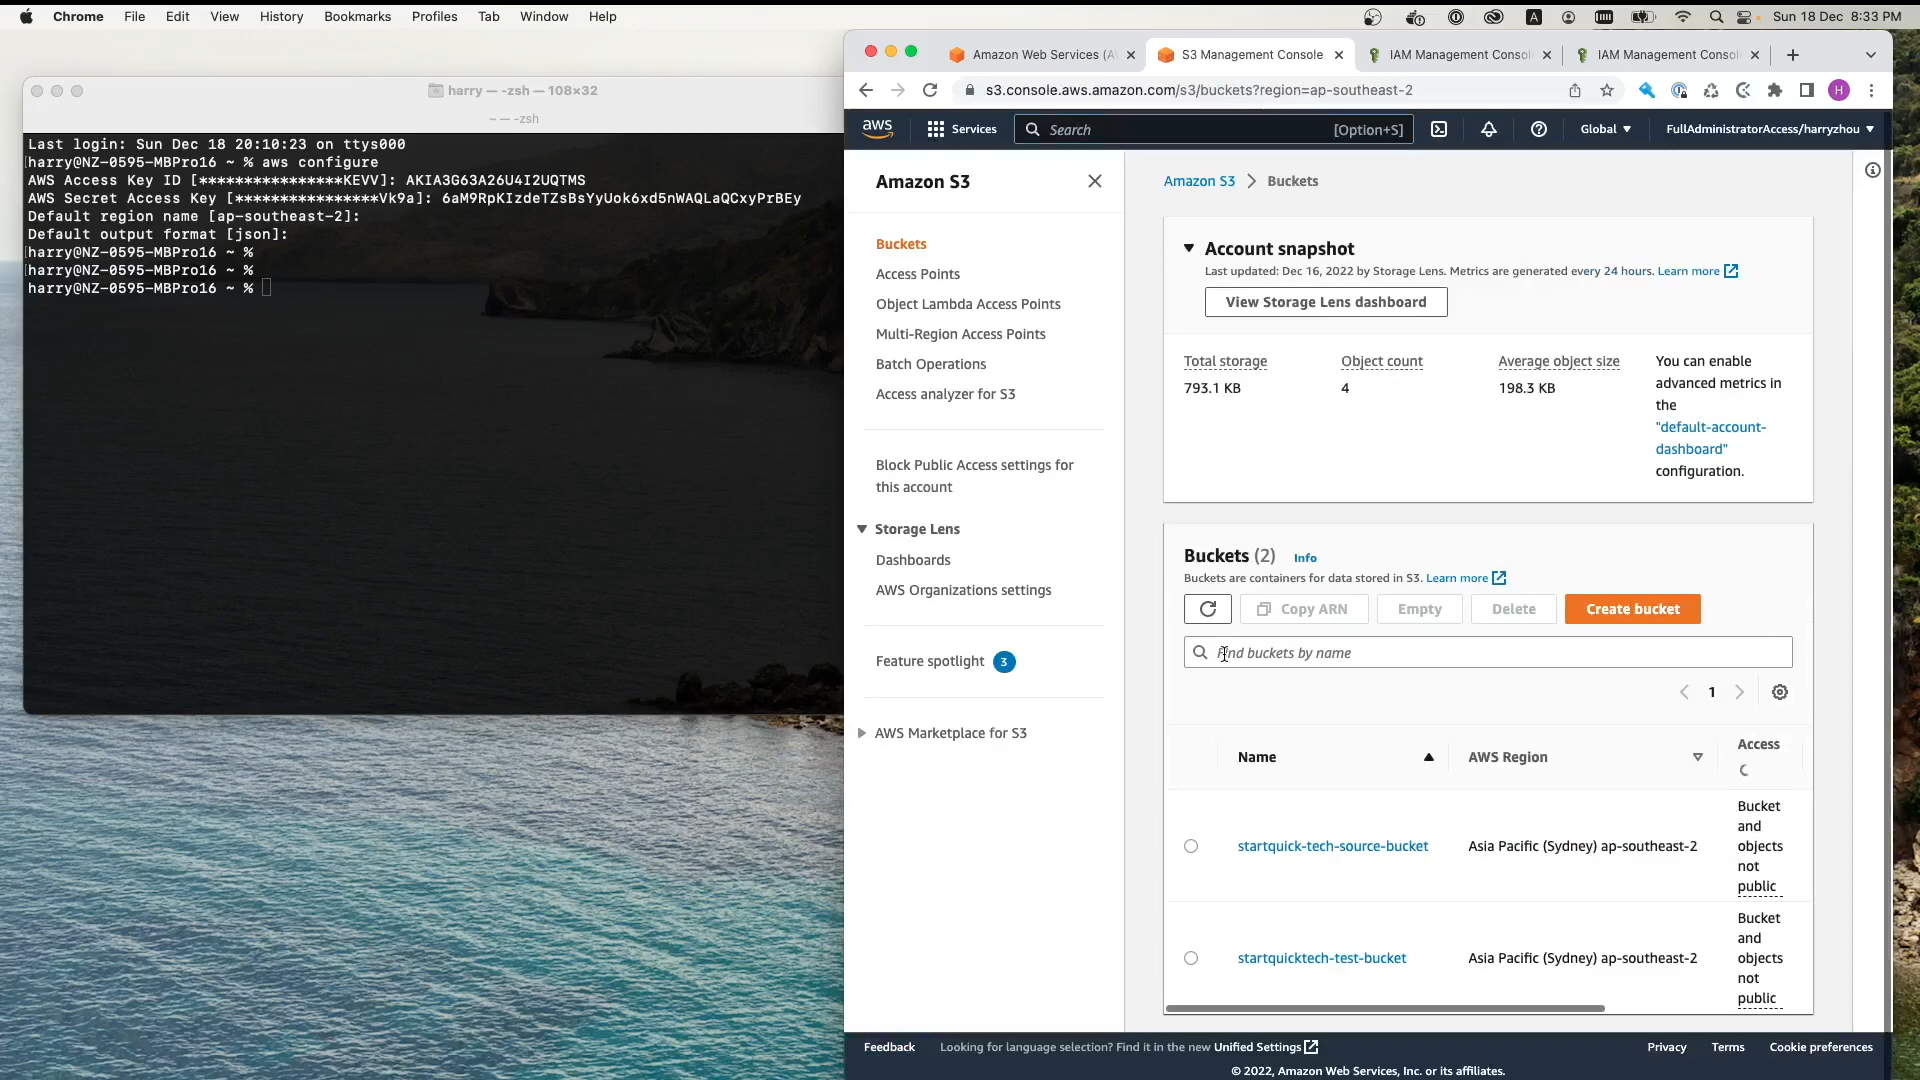 Chrome File Edit View History Bookmarks Profiles Tab Window Help
Sun 18 Dec 8:33 PM
harry — -zsh — 108×32
~ — -zsh
Last login: Sun Dec 18 20:10:23 on ttys000
harry@NZ-0595-MBPro16 ~ % aws configure
AWS Access Key ID [****************KEVV]: AKIA3G63A26U4I2UQTMS
AWS Secret Access Key [****************Vk9a]: 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
Default region name [ap-southeast-2]:
Default output format [json]:
harry@NZ-0595-MBPro16 ~ %
harry@NZ-0595-MBPro16 ~ %
harry@NZ-0595-MBPro16 ~ %
Amazon Web Services (A
S3 Management Console
IAM Management Consol
IAM Management Consol
s3.console.aws.amazon.com/s3/buckets?region=ap-southeast-2
H
aws
Services
Search [Option+S]
Global
FullAdministratorAccess/harryzhou
Amazon S3
Buckets
Access Points
Object Lambda Access Points
Multi-Region Access Points
Batch Operations
Access analyzer for S3
Block Public Access settings for
this account
Storage Lens
Dashboards
AWS Organizations settings
Feature spotlight 3
AWS Marketplace for S3
Amazon S3 > Buckets
Account snapshot
Last updated: Dec 16, 2022 by Storage Lens. Metrics are generated every 24 hours. Learn more
View Storage Lens dashboard
Total storage
793.1 KB
Object count
4
Average object size
198.3 KB
You can enable
advanced metrics in
the
"default-account-
dashboard"
configuration.
Buckets (2) Info
Buckets are containers for data stored in S3. Learn more
Copy ARN
Empty
Delete
Create bucket
Find buckets by name
1
Name
AWS Region
Access
startquick-tech-source-bucket
Asia Pacific (Sydney) ap-southeast-2
Bucket
and
objects
not
public
startquicktech-test-bucket
Asia Pacific (Sydney) ap-southeast-2
Bucket
and
objects
not
public
Feedback
Looking for language selection? Find it in the new Unified Settings
Privacy
Terms
Cookie preferences
© 2022, Amazon Web Services, Inc. or its affiliates.